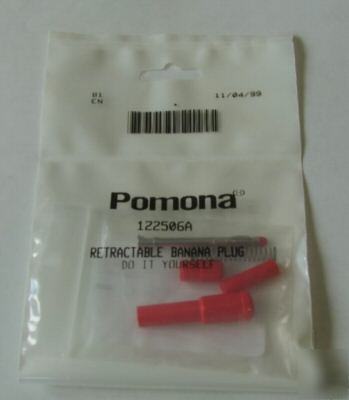 01
CN
11/04/99
Pomona
122506A
RETRACTABLE BANANA PLUG
DO IT YOURSELF